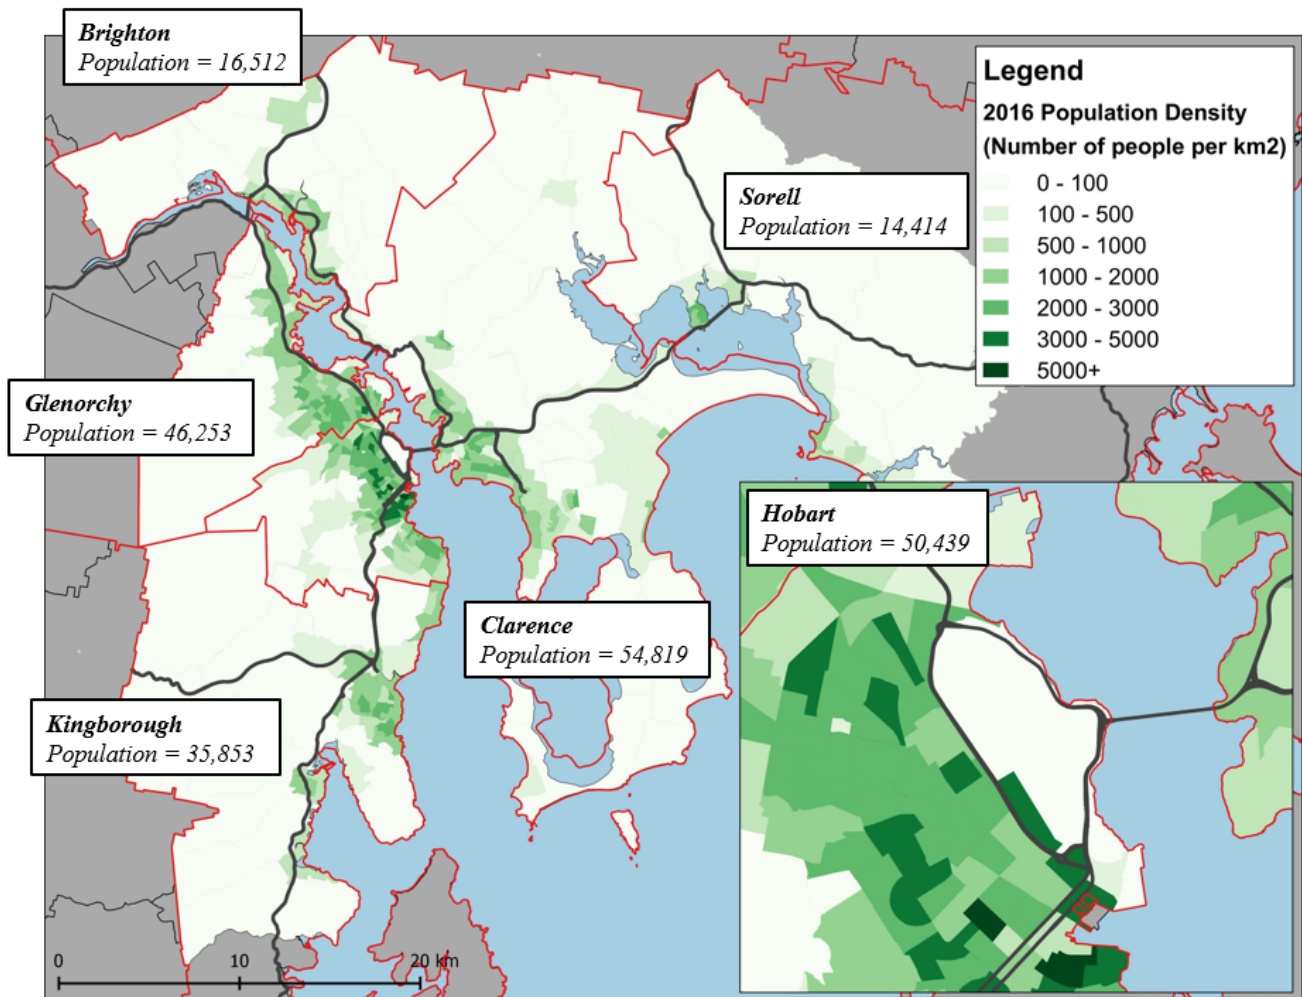 Brighton
Population = 16,512
Legend
2016 Population Density
(Number of people per km2)
0 - 100
100 - 500
500 - 1000
1000 - 2000
2000 - 3000
3000 - 5000
5000+
Sorell
Population = 14,414
Glenorchy
Population = 46,253
Hobart
Population = 50,439
Clarence
Population = 54,819
Kingborough
Population = 35,853
0 10 20 km